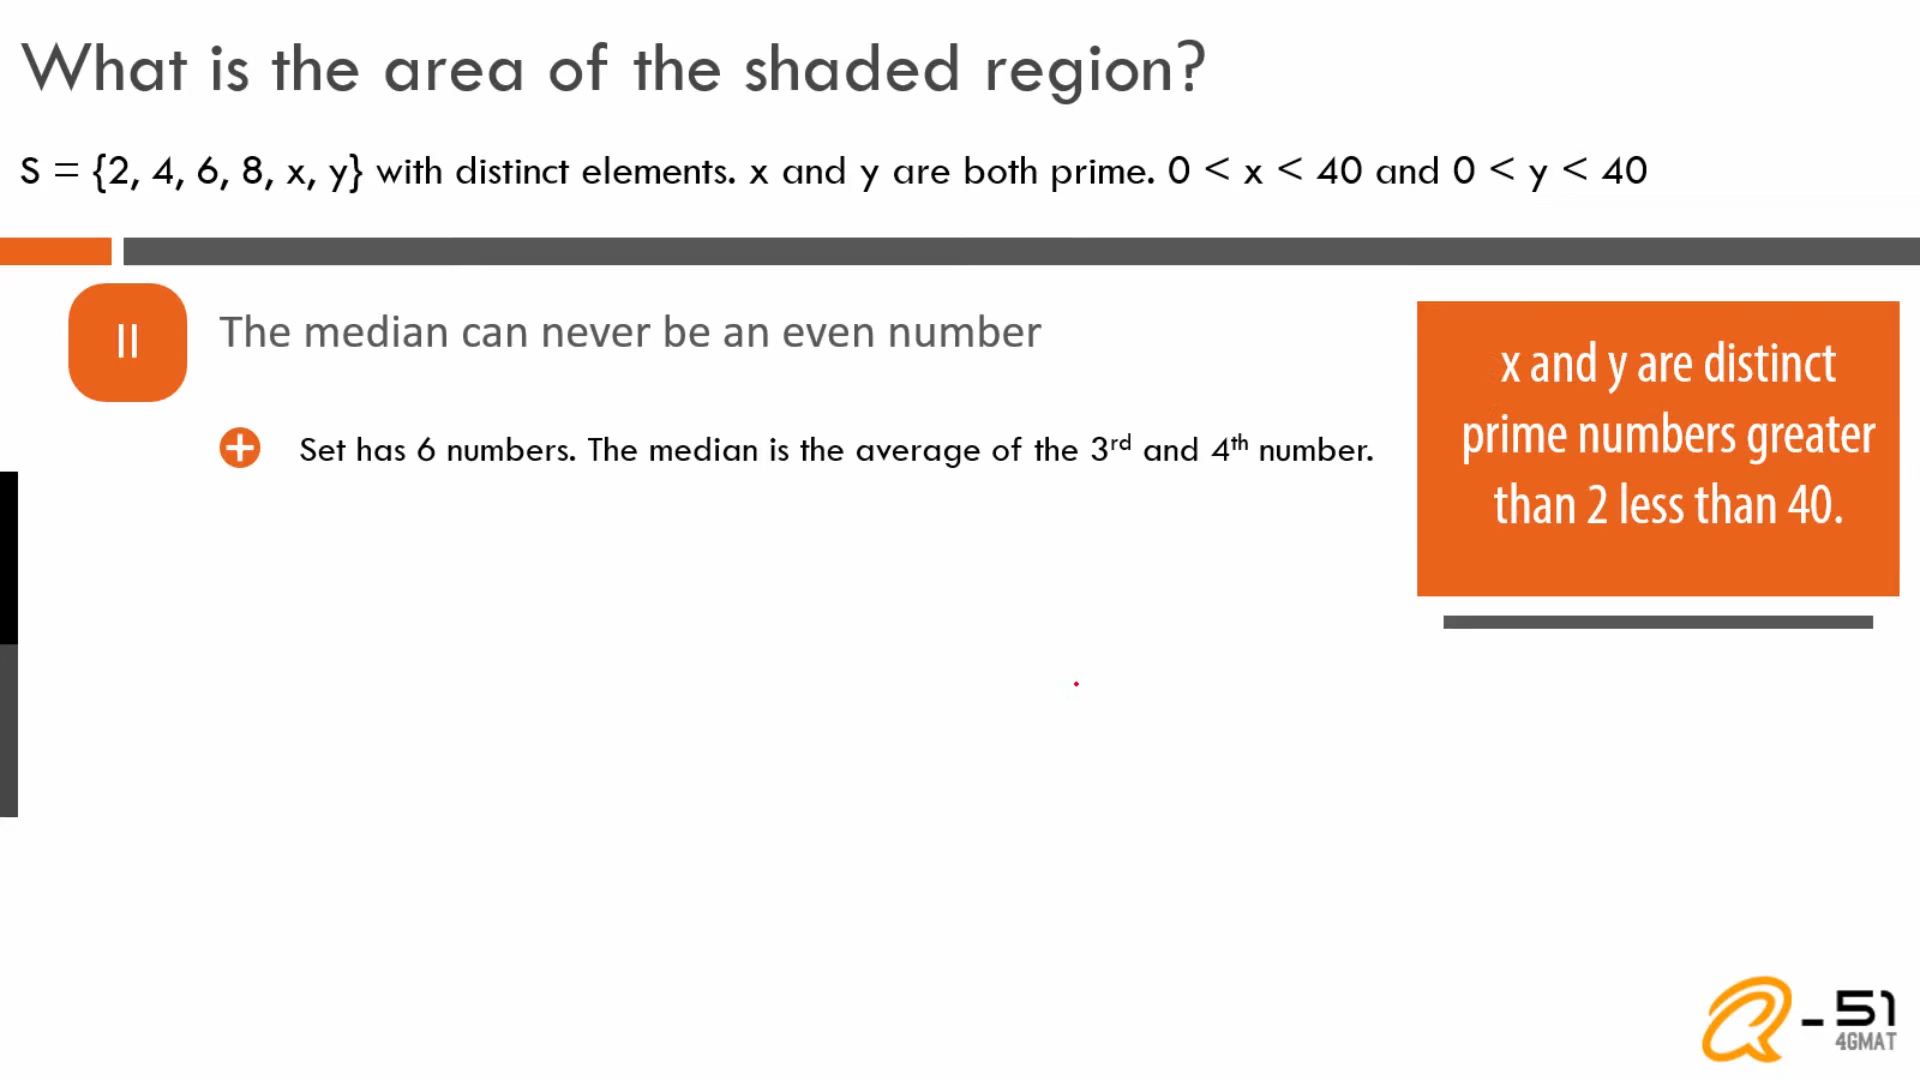 What is the area of the shaded region?
S = {2, 4, 6, 8, x, y} with distinct elements. x and y are both prime. 0 < x < 40 and 0 < y < 40
II
The median can never be an even number
Set has 6 numbers. The median is the average of the 3rd and 4th number.
x and y are distinct
prime numbers greater
than 2 less than 40.
Q-51
4GMAT